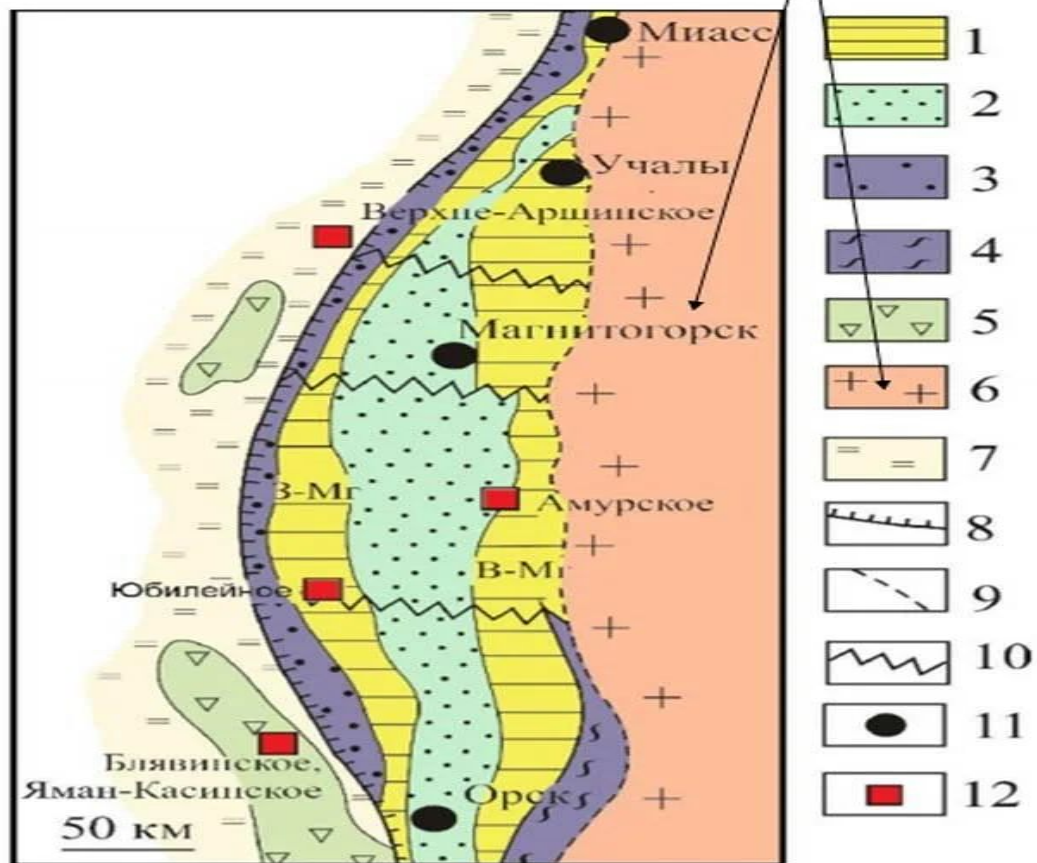 Миасс
Учалы
Верхне-Аршинское
Магнитогорск
З-Мг
Амурское
В-Мг
Юбилейное
Блявинское,
Яман-Касинское
Орск
50 км
1
2
3
4
5
6
7
8
9
10
11
12